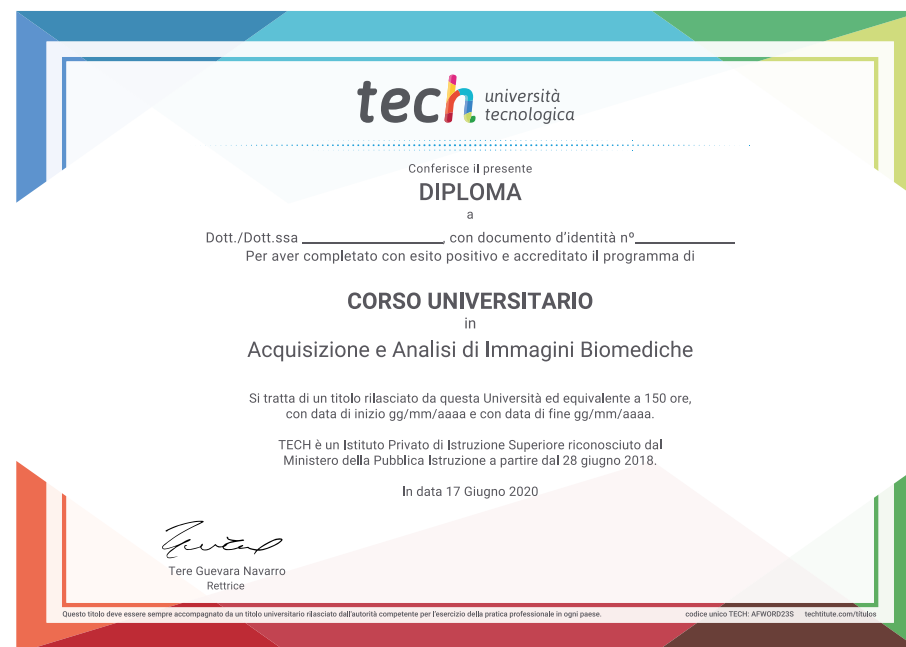 tech università
tecnologica
Conferisce il presente
DIPLOMA
a
Dott./Dott.ssa ____________________, con documento d'identità nº______________
Per aver completato con esito positivo e accreditato il programma di
CORSO UNIVERSITARIO
in
Acquisizione e Analisi di Immagini Biomediche
Si tratta di un titolo rilasciato da questa Università ed equivalente a 150 ore,
con data di inizio gg/mm/aaaa e con data di fine gg/mm/aaaa.
TECH è un Istituto Privato di Istruzione Superiore riconosciuto dal
Ministero della Pubblica Istruzione a partire dal 28 giugno 2018.
In data 17 Giugno 2020
Tere Guevara Navarro
Rettrice
Questo titolo deve essere sempre accompagnato da un titolo universitario rilasciato dall'autorità competente per l'esercizio della pratica professionale in ogni paese. codice unico TECH: AFWORD23S techtitute.com/titulos